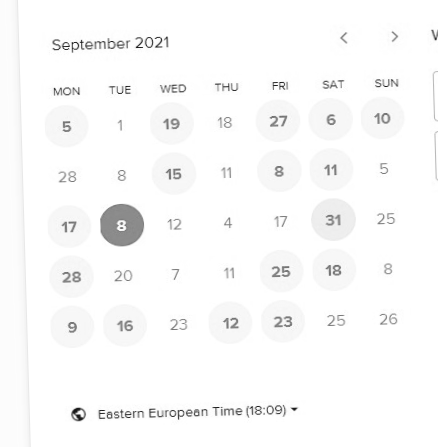 September 2021
MON TUE WED THU FRI SAT SUN
5 1 19 18 27 6 10
28 8 15 11 8 11 5
17 8 12 4 17 31 25
28 20 7 11 25 18 8
9 16 23 12 23 25 26
Eastern European Time (18:09)